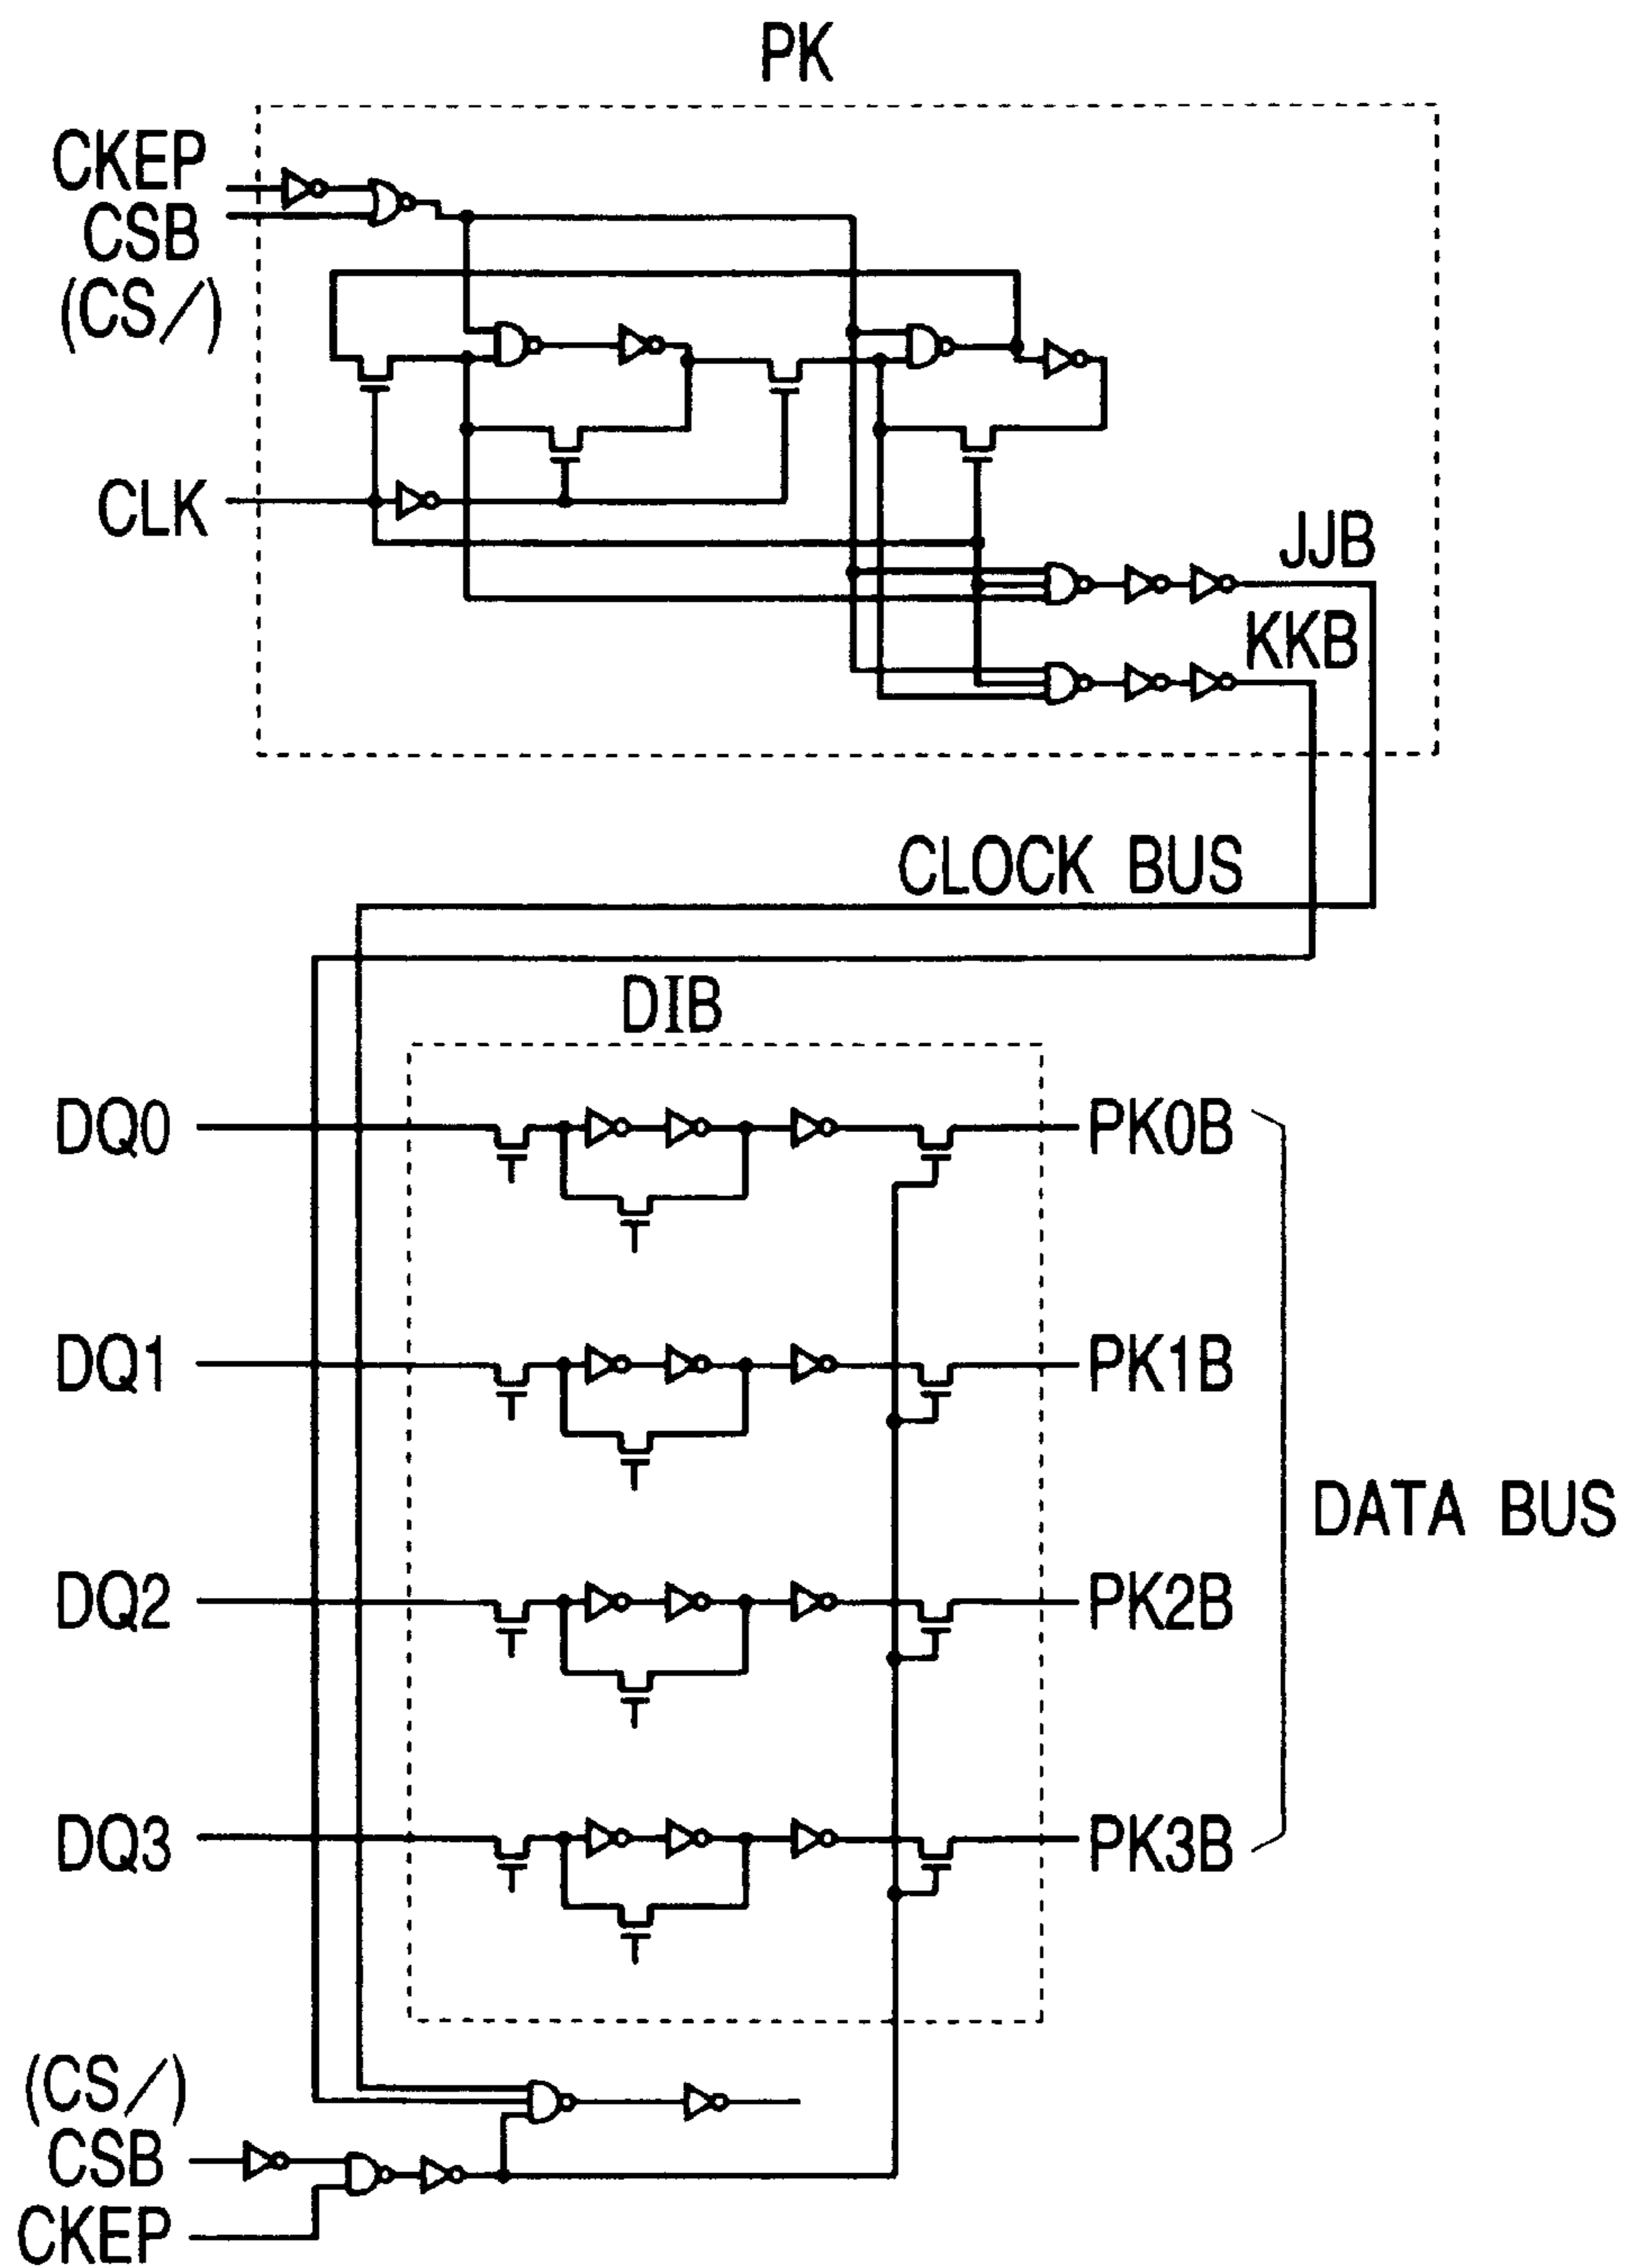 PK
CKEP
CSB
(CS/)
CLK
JJB
KKB
CLOCK BUS
DIB
DQ0
PK0B
DQ1
PK1B
DATA BUS
DQ2
PK2B
DQ3
PK3B
(CS/)
CSB
CKEP